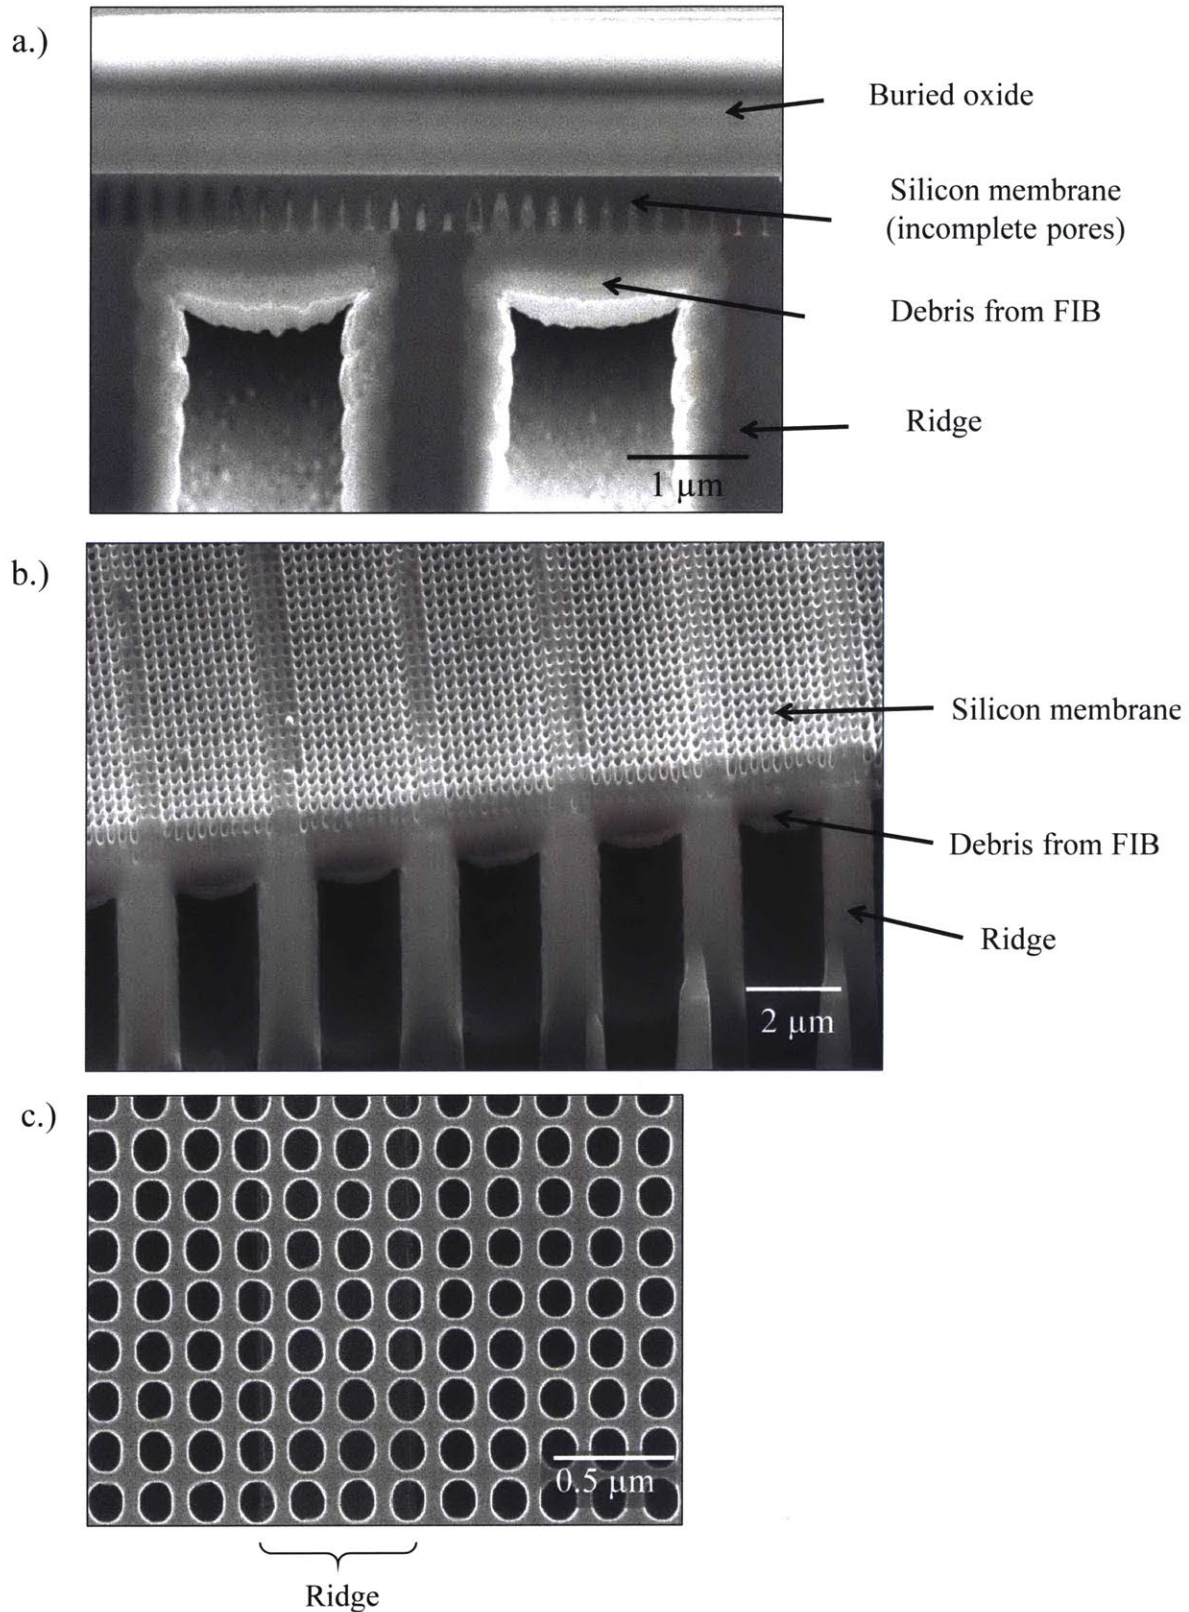 a.)
Buried oxide
Silicon membrane
(incomplete pores)
Debris from FIB
Ridge
1 μm
b.)
Silicon membrane
Debris from FIB
Ridge
2 μm
c.)
0.5 μm
Ridge